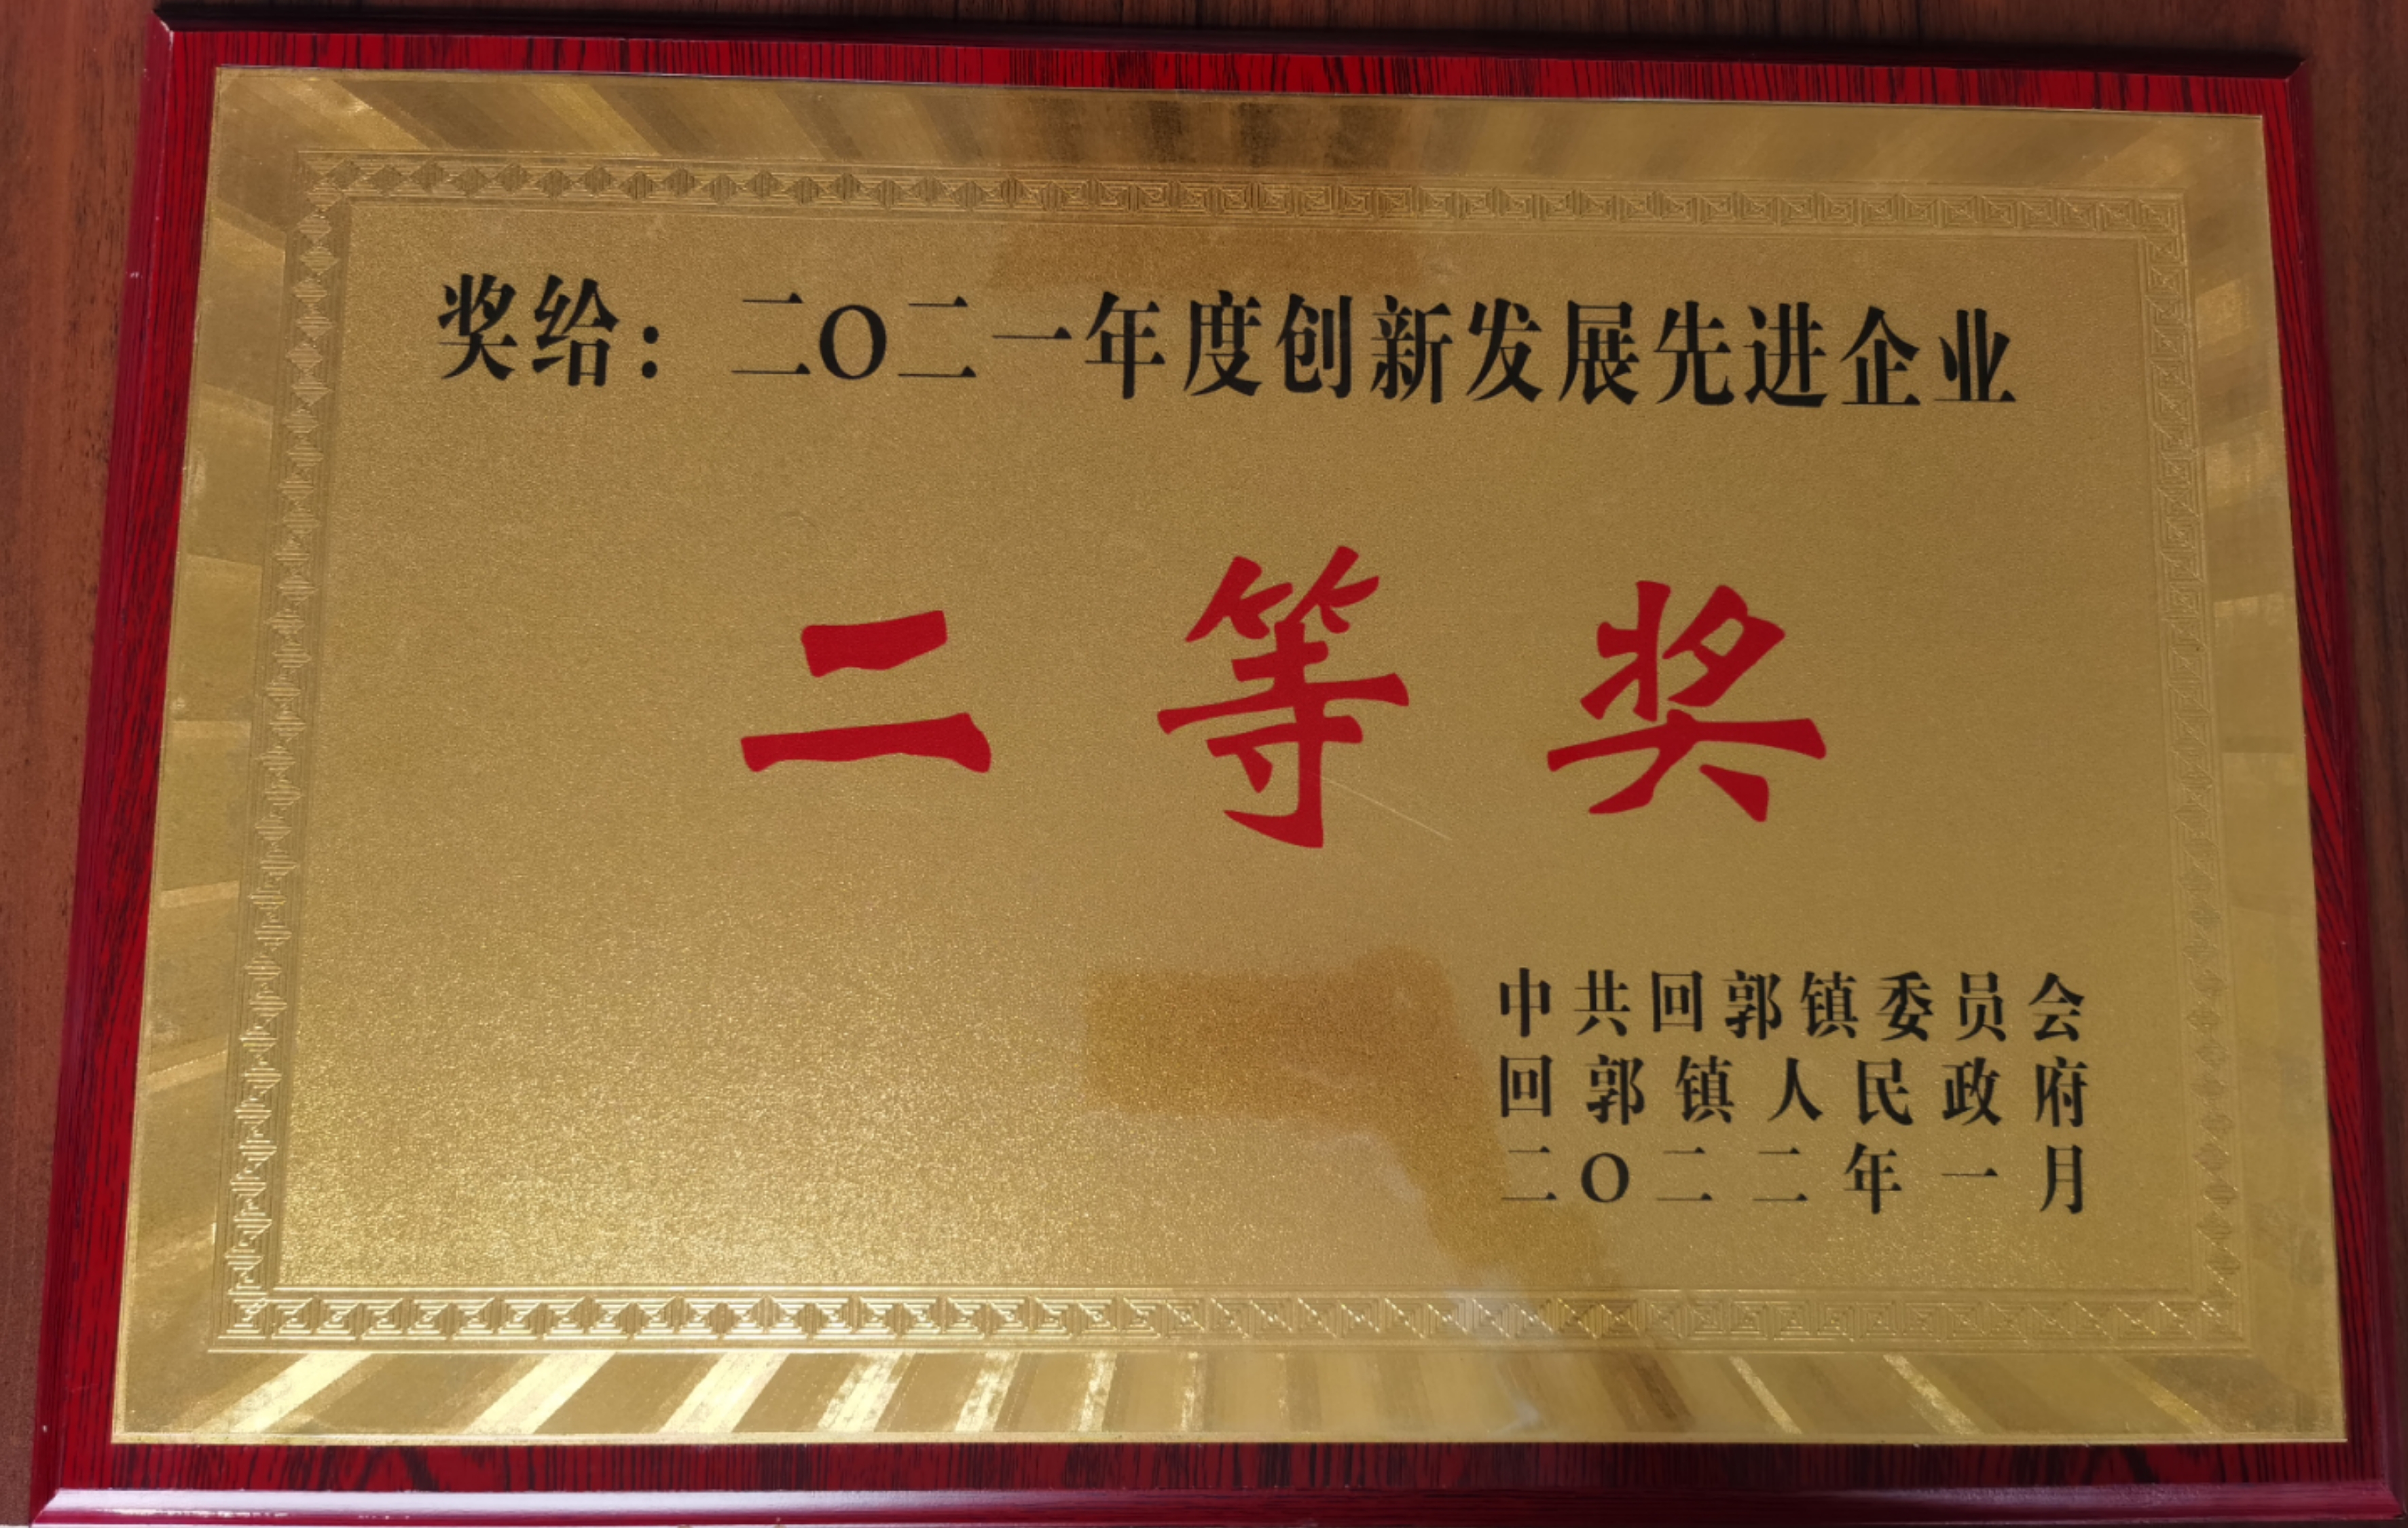 奖给：二〇二一年度创新发展先进企业
二等奖
中共回郭镇委员会
回郭镇人民政府
二〇二二年一月